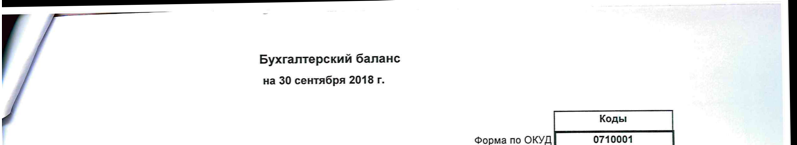 Бухгалтерский баланс
на 30 сентября 2018 г.
Коды
Форма по ОКУД 0710001